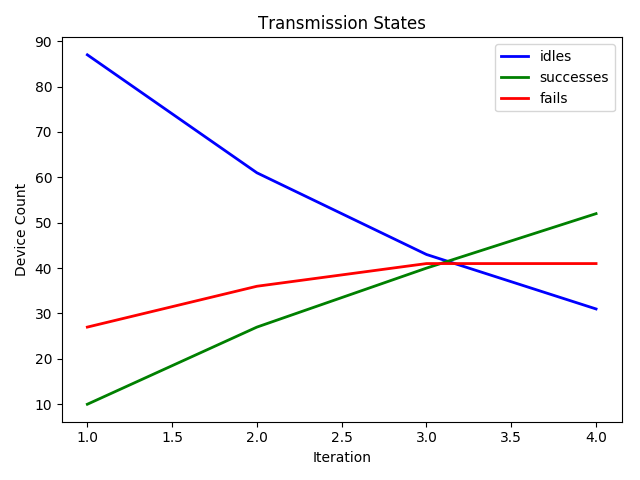 Transmission States
90
80
70
60
50
40
30
20
10
Device Count
idles
successes
fails
1.0 1.5 2.0 2.5 3.0 3.5 4.0
Iteration